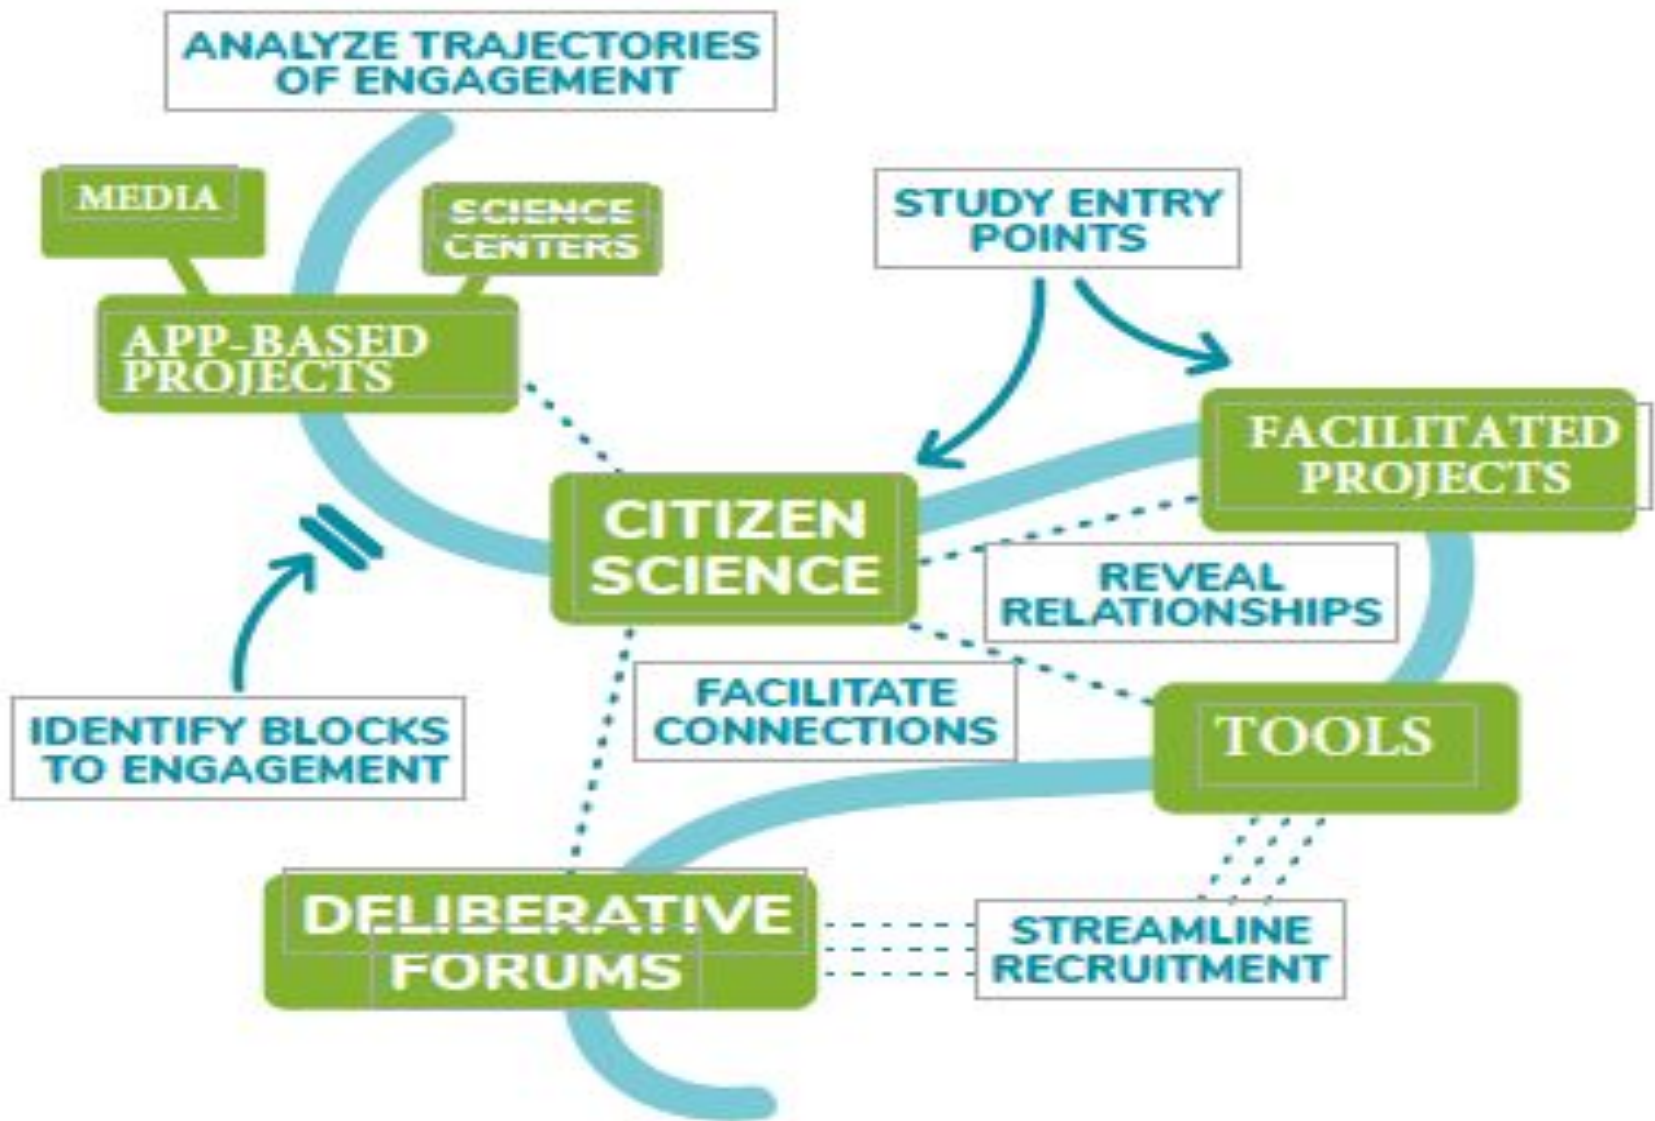 ANALYZE TRAJECTORIES
OF ENGAGEMENT
MEDIA
SCIENCE
CENTERS
STUDY ENTRY
POINTS
APP-BASED
PROJECTS
FACILITATED
PROJECTS
CITIZEN
SCIENCE
REVEAL
RELATIONSHIPS
FACILITATE
CONNECTIONS
IDENTIFY BLOCKS
TO ENGAGEMENT
TOOLS
DELIBERATIVE
FORUMS
STREAMLINE
RECRUITMENT